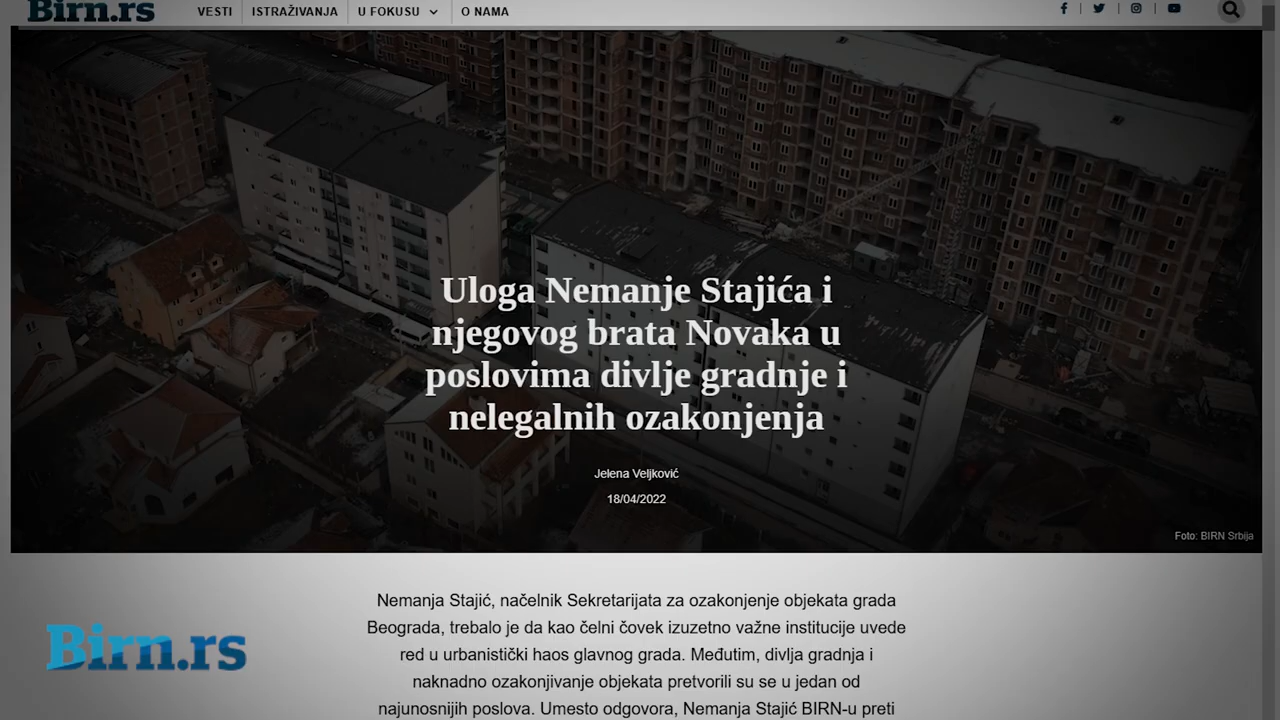 Birn.rs
VESTI
ISTRAŽIVANJA
U FOKUSU
O NAMA
Uloga Nemanje Stajića i
njegovog brata Novaka u
poslovima divlje gradnje i
nelegalnih ozakonjenja
Jelena Veljković
18/04/2022
Foto: BIRN Srbija
Nemanja Stajić, načelnik Sekretarijata za ozakonjenje objekata grada
Beograda, trebalo je da kao čelni čovek izuzetno važne institucije uvede
red u urbanistički haos glavnog grada. Međutim, divlja gradnja i
naknadno ozakonjivanje objekata pretvorili su se u jedan od
najunosnijih poslova. Umesto odgovora, Nemanja Stajić BIRN-u preti
Birn.rs